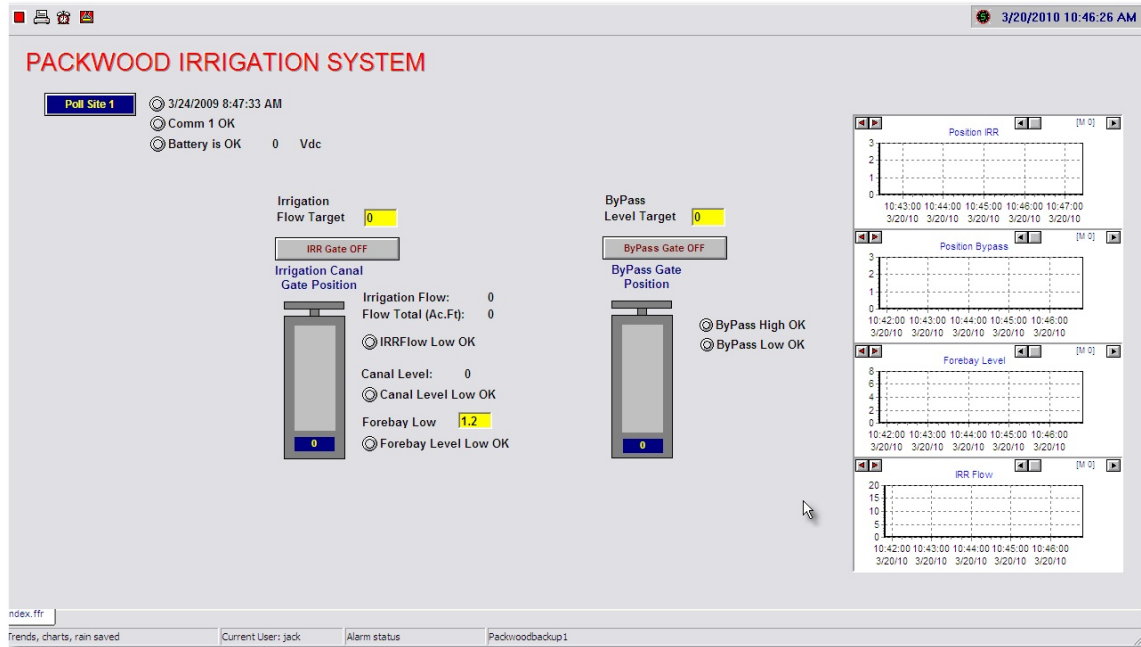 3/20/2010 10:46:26 AM
PACKWOOD IRRIGATION SYSTEM
Poll Site 1
3/24/2009 8:47:33 AM
Comm 1 OK
Battery is OK 0 Vdc
Irrigation
Flow Target 0
IRR Gate OFF
Irrigation Canal
Gate Position
Irrigation Flow: 0
Flow Total (Ac.Ft): 0
IRRFlow Low OK
Canal Level: 0
Canal Level Low OK
Forebay Low 1.2
Forebay Level Low OK
0
ByPass
Level Target 0
ByPass Gate OFF
ByPass Gate
Position
ByPass High OK
ByPass Low OK
0
[M 0]
Position IRR
3
2
1
0
10:43:00 10:44:00 10:45:00 10:46:00 10:47:00
3/20/10 3/20/10 3/20/10 3/20/10 3/20/10
[M 0]
Position Bypass
3
2
1
0
10:42:00 10:43:00 10:44:00 10:45:00 10:46:00
3/20/10 3/20/10 3/20/10 3/20/10 3/20/10
[M 0]
Forebay Level
8
6
4
2
0
10:42:00 10:43:00 10:44:00 10:45:00 10:46:00
3/20/10 3/20/10 3/20/10 3/20/10 3/20/10
[M 0]
IRR Flow
20
15
10
5
0
10:42:00 10:43:00 10:44:00 10:45:00 10:46:00
3/20/10 3/20/10 3/20/10 3/20/10 3/20/10
ndex.ffr
Trends, charts, rain saved
Current User: jack
Alarm status
Packwoodbackup1